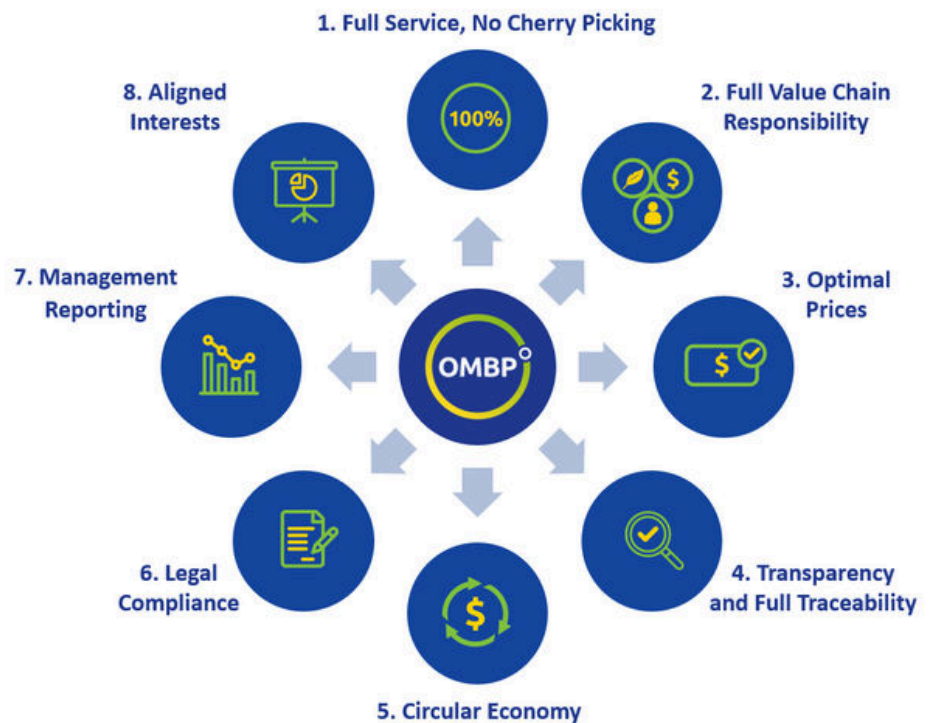 1. Full Service, No Cherry Picking
100%
2. Full Value Chain
Responsibility
$
3. Optimal
Prices
$
4. Transparency
and Full Traceability
5. Circular Economy
$
6. Legal
Compliance
7. Management
Reporting
8. Aligned
Interests
OMBP